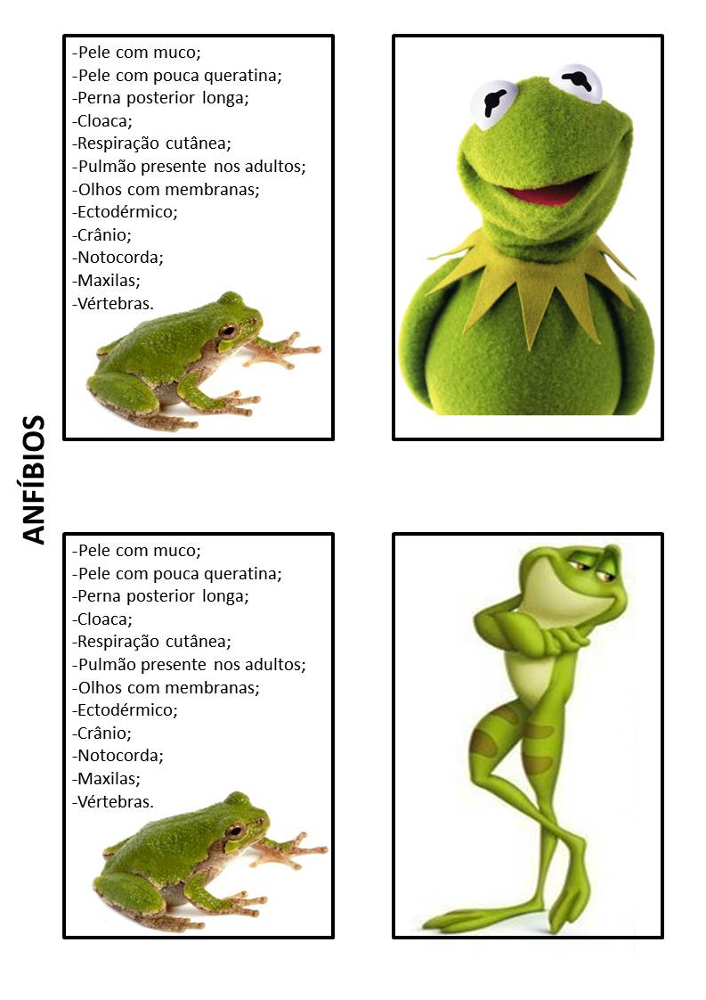 -Pele com muco;
-Pele com pouca queratina;
-Perna posterior longa;
-Cloaca;
-Respiração cutânea;
-Pulmão presente nos adultos;
-Olhos com membranas;
-Ectodérmico;
-Crânio;
-Notocorda;
-Maxilas;
-Vértebras.
ANFÍBIOS
-Pele com muco;
-Pele com pouca queratina;
-Perna posterior longa;
-Cloaca;
-Respiração cutânea;
-Pulmão presente nos adultos;
-Olhos com membranas;
-Ectodérmico;
-Crânio;
-Notocorda;
-Maxilas;
-Vértebras.